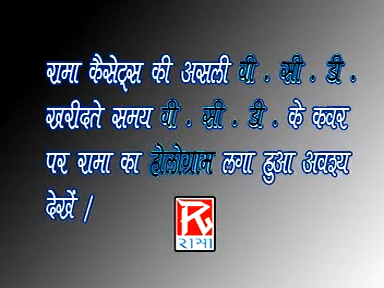 रामा कैसेट्स की असली वी . सी . डी .
खरीदते समय वी . सी . डी . के कवर
पर रामा का होलोग्राम लगा हुआ अवश्य
देखें /
रामा